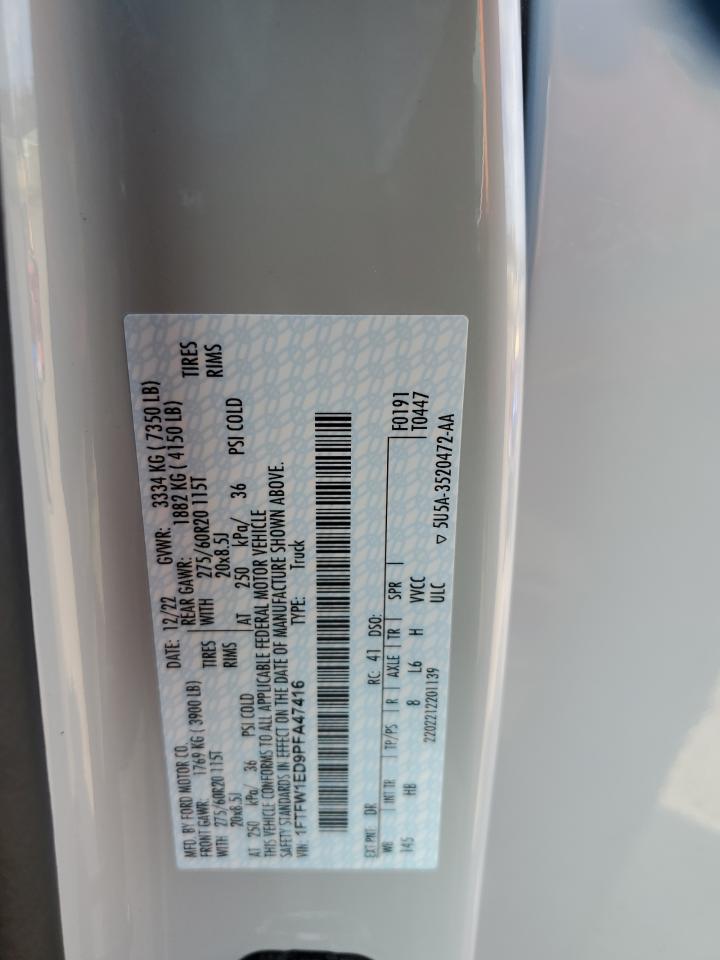 MFD. BY FORD MOTOR CO.
DATE: 12/22 GVWR: 3334 KG ( 7350 LB)
FRONT GAWR: 1769 KG ( 3900 LB)
REAR GAWR: 1882 KG ( 4150 LB)
WITH 275/60R20 115T TIRES
WITH 275/60R20 115T TIRES
20x8.5J RIMS
20x8.5J RIMS
AT 250 kPa/ 36 PSI COLD
AT 250 kPa/ 36 PSI COLD
THIS VEHICLE CONFORMS TO ALL APPLICABLE FEDERAL MOTOR VEHICLE
SAFETY STANDARDS IN EFFECT ON THE DATE OF MANUFACTURE SHOWN ABOVE.
VIN: 1FTFW1ED9PFA47416 TYPE: Truck
EXT PNT: DR RC: 41 DSO:
WB INT TR TP/PS R AXLE TR SPR F0191
145 HB 8 L6 H VVCC T0447
ULC
2202212201139 ▽ 5U5A-3520472-AA